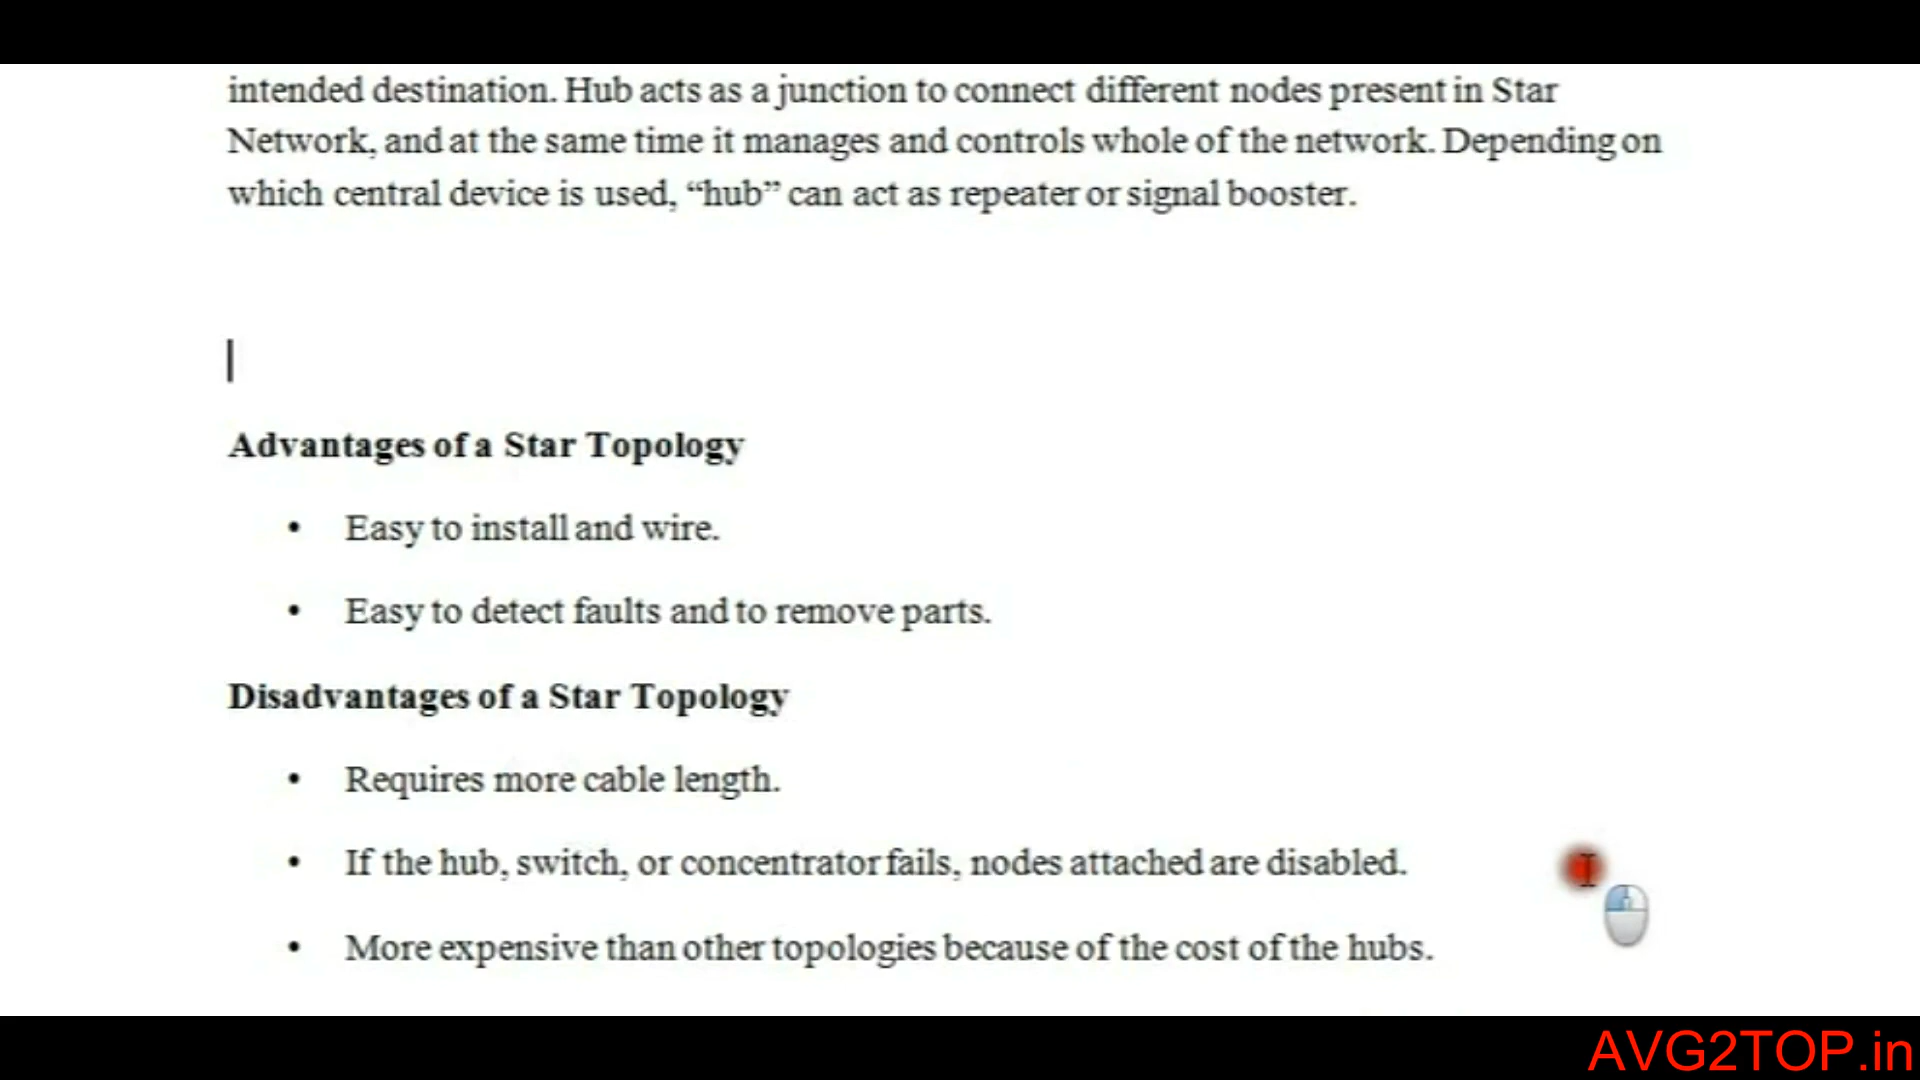 intended destination. Hub acts as a junction to connect different nodes present in Star
Network, and at the same time it manages and controls whole of the network. Depending on
which central device is used, “hub” can act as repeater or signal booster.
Advantages of a Star Topology
• Easy to install and wire.
• Easy to detect faults and to remove parts.
Disadvantages of a Star Topology
• Requires more cable length.
• If the hub, switch, or concentrator fails, nodes attached are disabled.
• More expensive than other topologies because of the cost of the hubs.
AVG2TOP.in